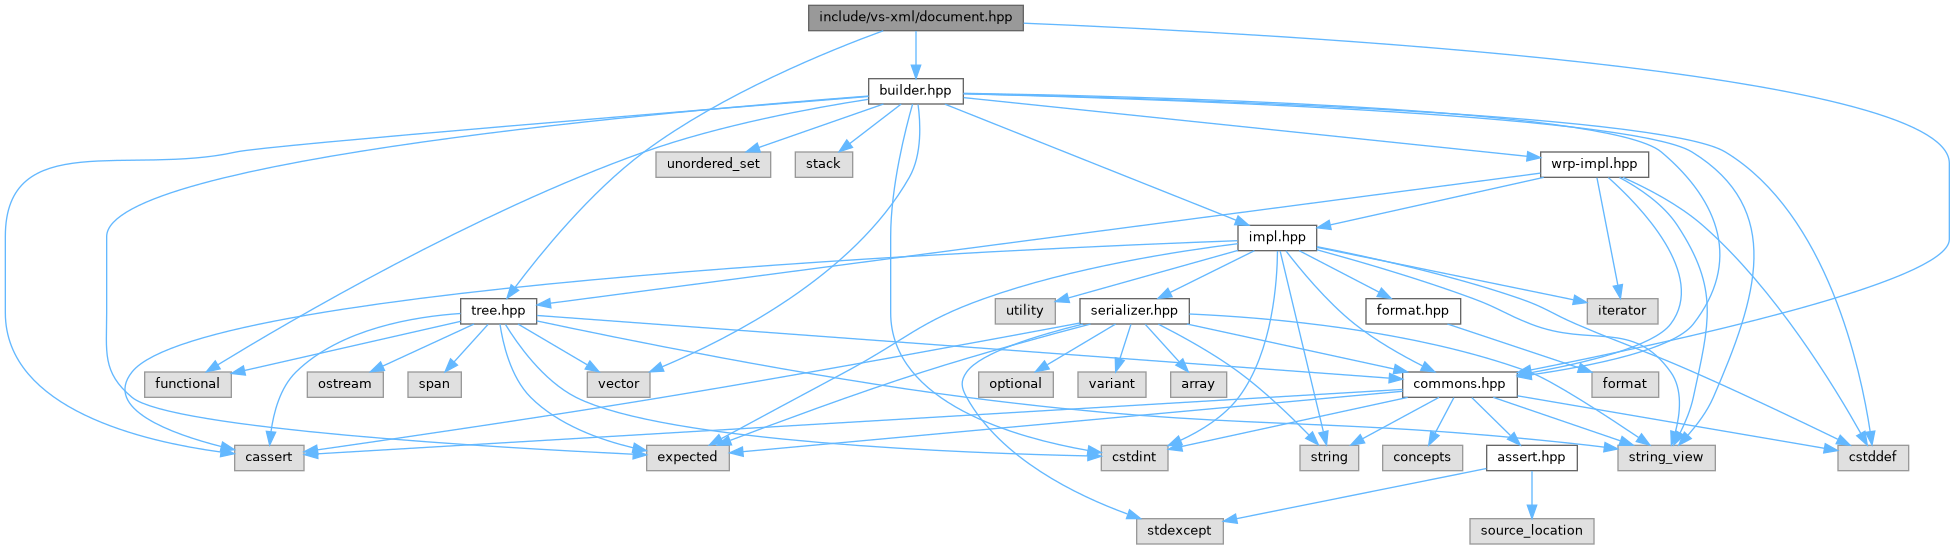 include/vs-xml/document.hpp
builder.hpp
unordered_set
stack
wrp-impl.hpp
impl.hpp
tree.hpp
utility
serializer.hpp
format.hpp
iterator
functional
ostream
span
vector
optional
variant
array
commons.hpp
format
cassert
expected
cstdint
string
concepts
assert.hpp
string_view
cstddef
stdexcept
source_location